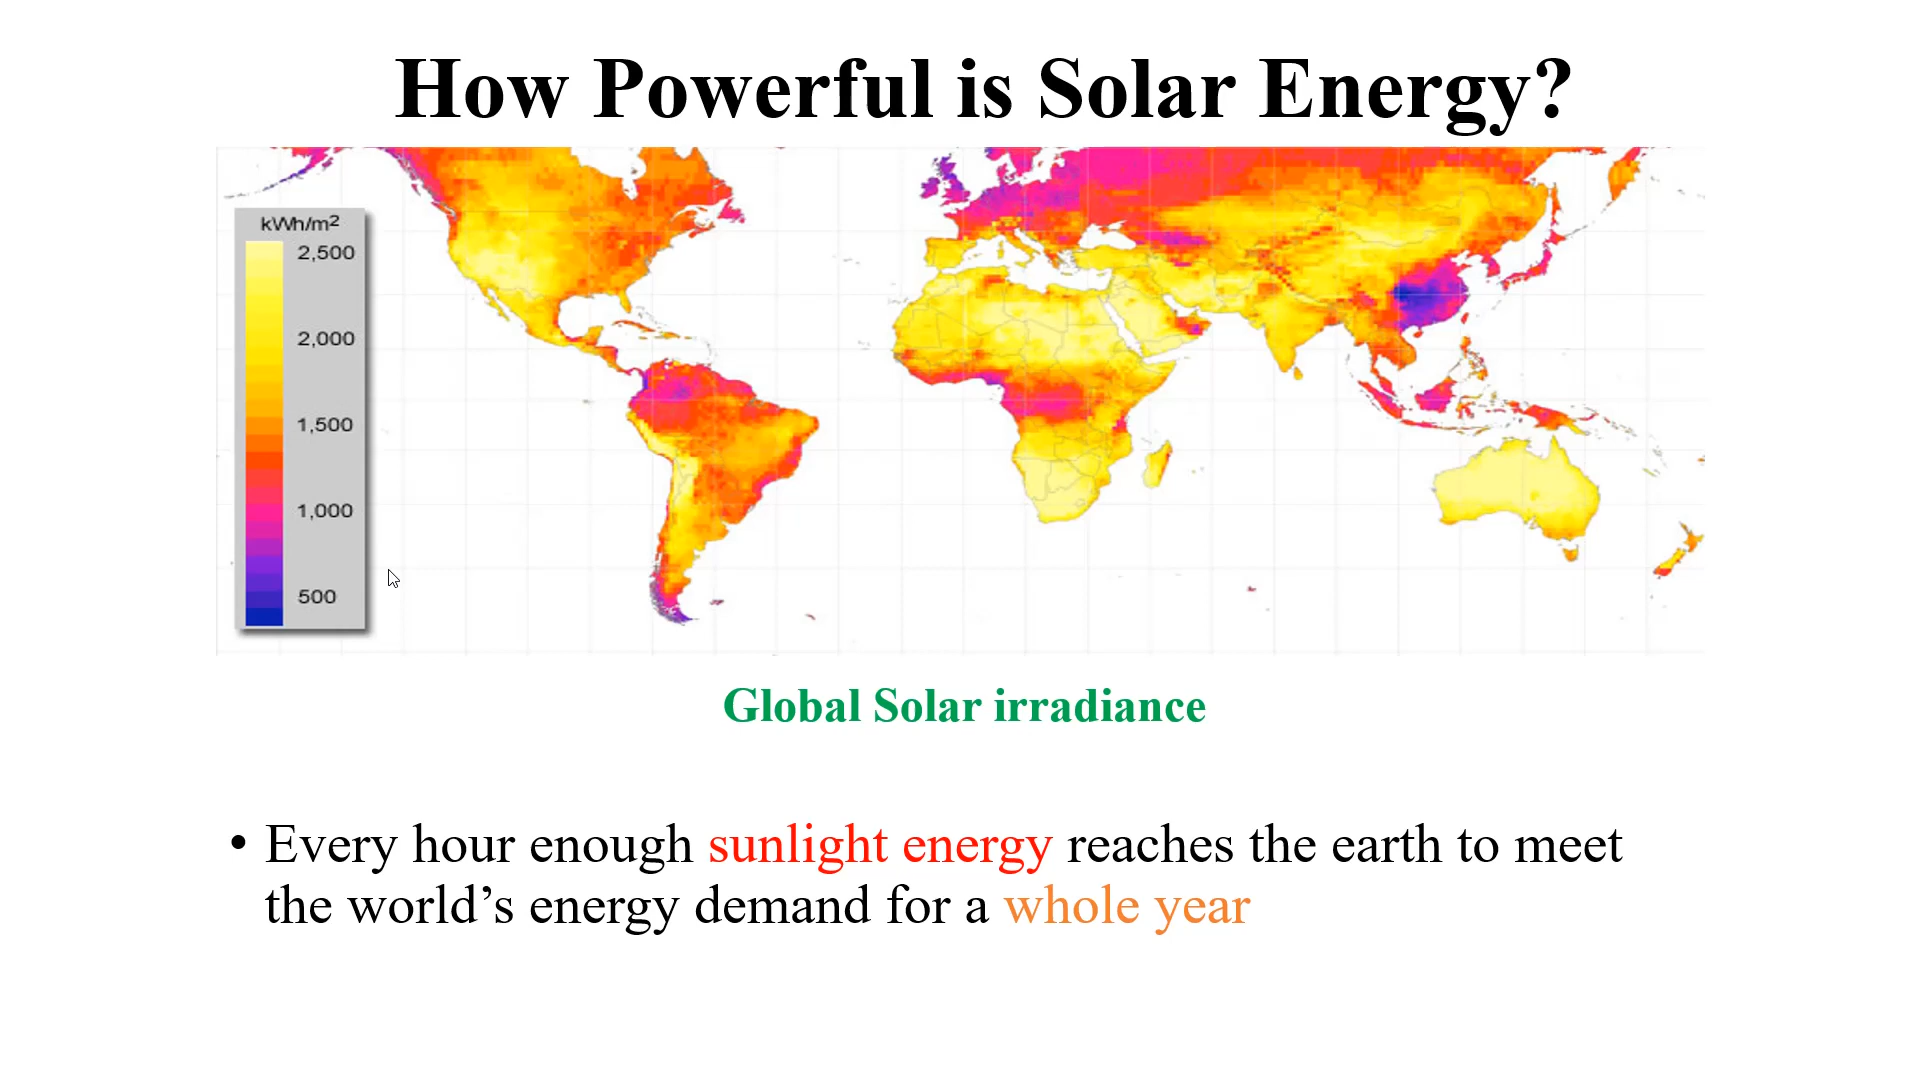 How Powerful is Solar Energy?
kWh/m²
2,500
2,000
1,500
1,000
500
Global Solar irradiance
• Every hour enough sunlight energy reaches the earth to meet
the world’s energy demand for a whole year